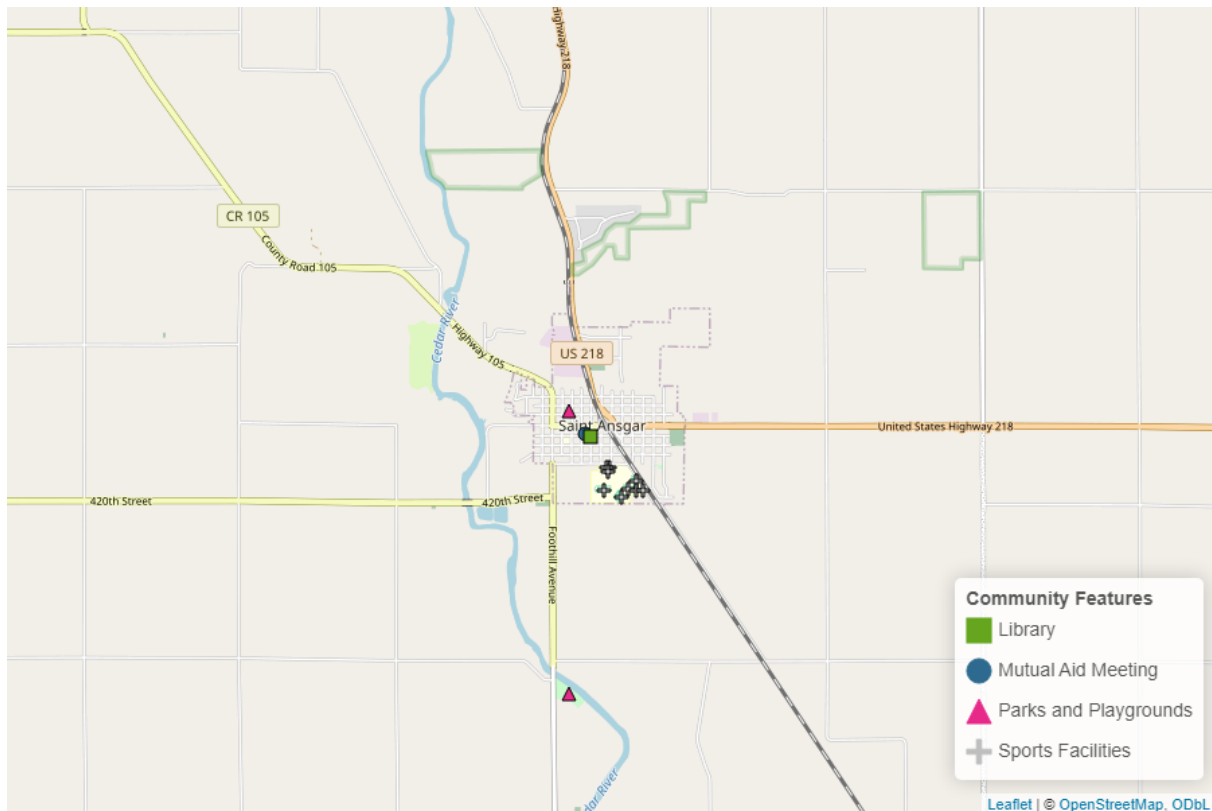 Highway 218
CR 105
County Road 105
Cedar River
Highway 105
US 218
Saint Ansgar
United States Highway 218
420th Street
420th Street
Foothill Avenue
Community Features
Library
Mutual Aid Meeting
Parks and Playgrounds
Sports Facilities
dar River
Leaflet | © OpenStreetMap, ODbL